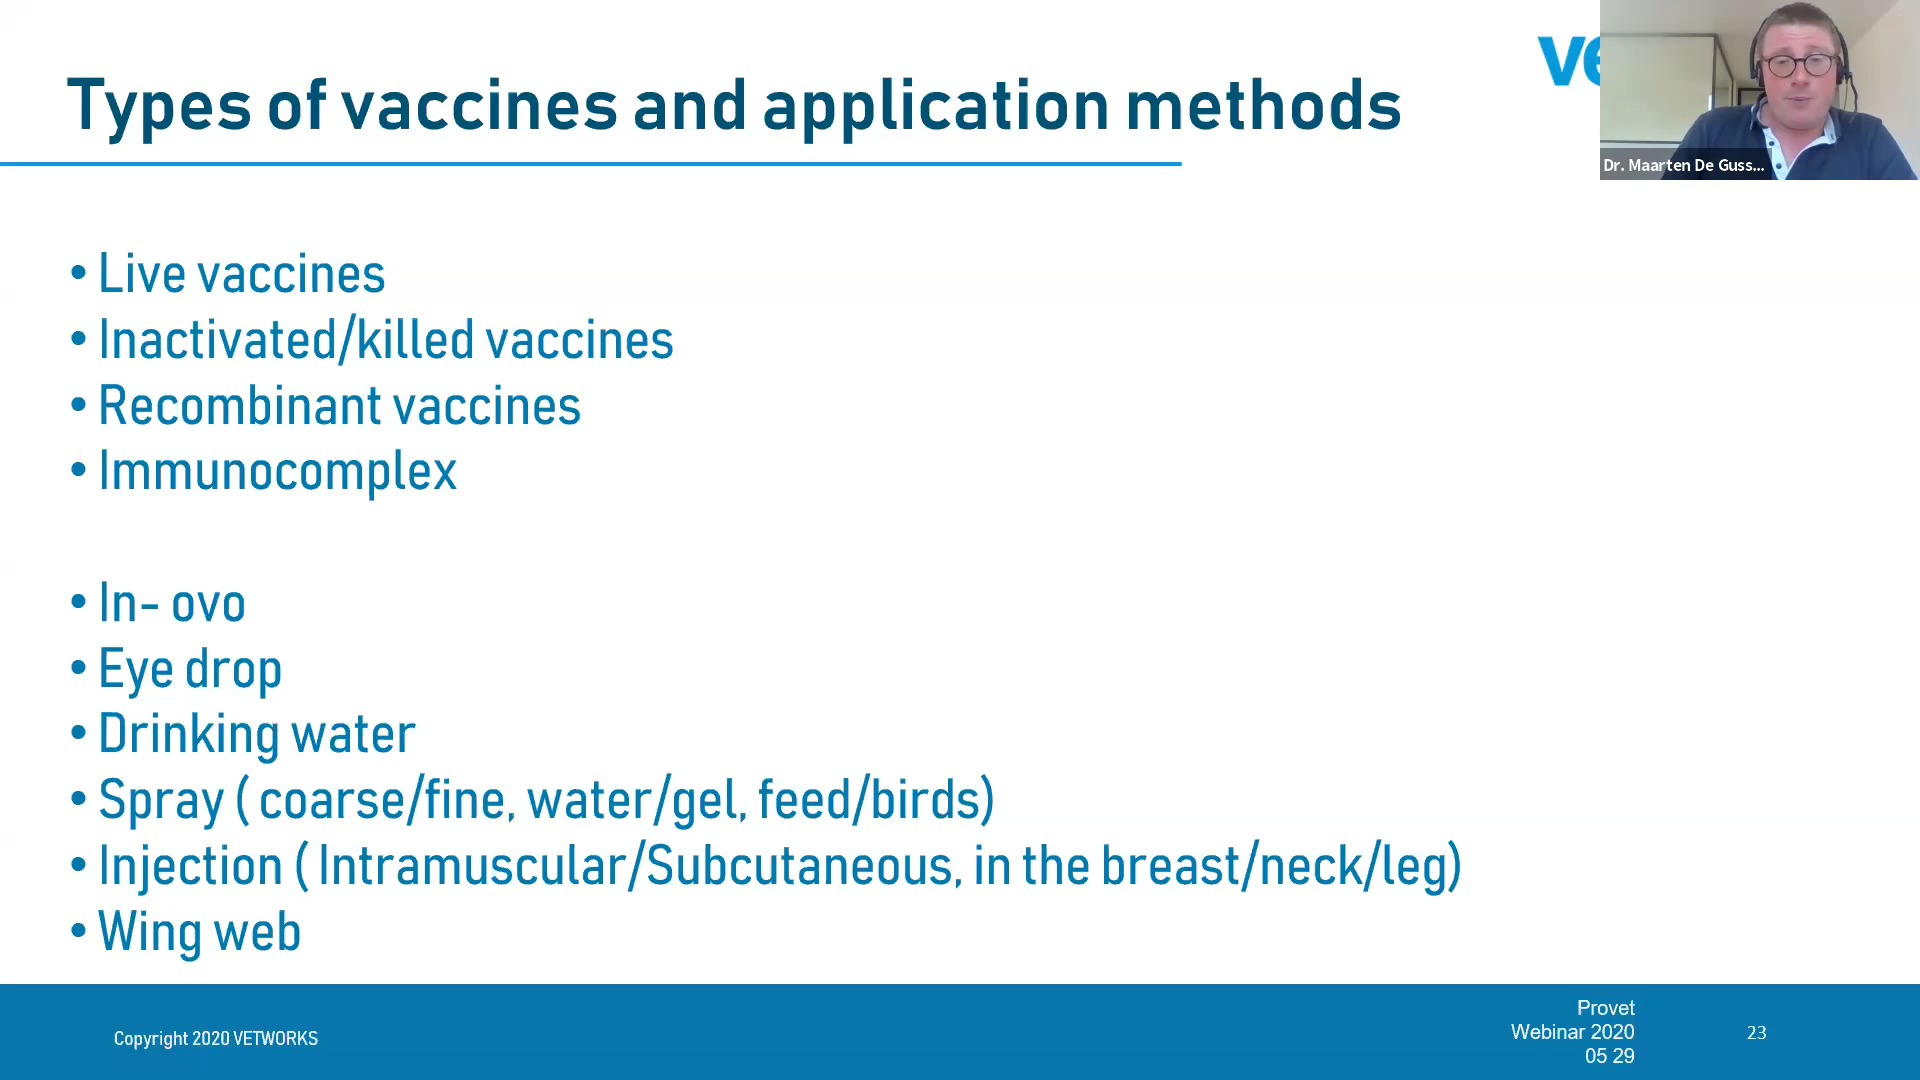 Types of vaccines and application methods
ve
Dr. Maarten De Guss...
• Live vaccines
• Inactivated/killed vaccines
• Recombinant vaccines
• Immunocomplex
• In- ovo
• Eye drop
• Drinking water
• Spray ( coarse/fine, water/gel, feed/birds)
• Injection ( Intramuscular/Subcutaneous, in the breast/neck/leg)
• Wing web
Copyright 2020 VETWORKS
Provet
Webinar 2020
05 29
23